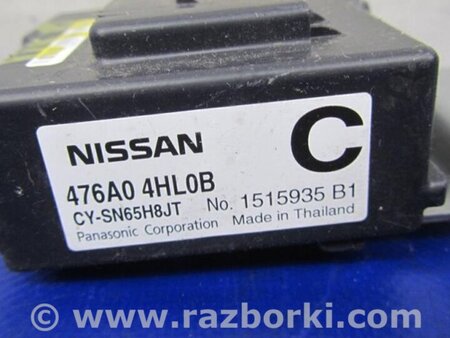 NISSAN
C
476A0 4HL0B
CY-SN65H8JT No. 1515935 B1
Panasonic Corporation Made in Thailand
© www.razborki.com